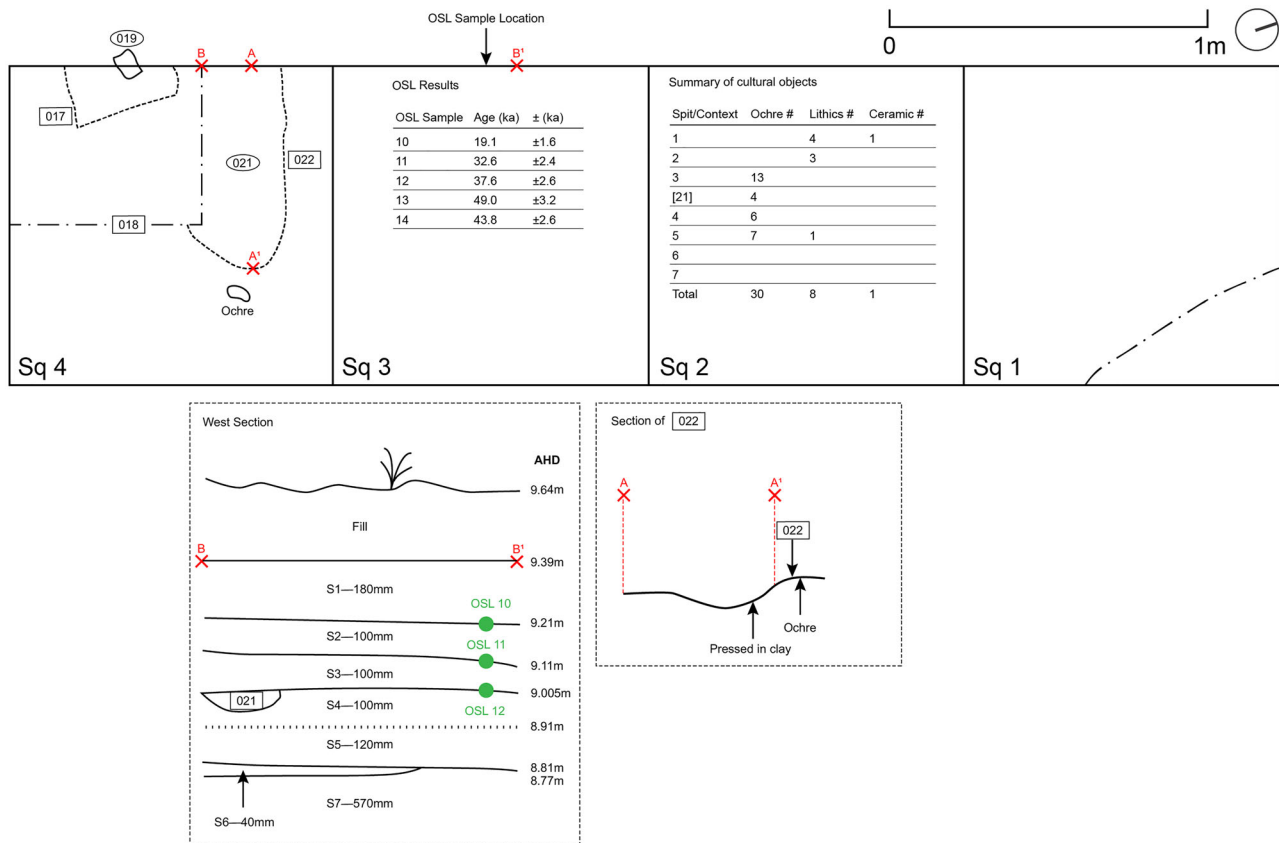 OSL Sample Location
0 1m
019
B A B¹
017
021
022
018
A¹
Ochre
Sq 4
OSL Results
OSL Sample Age (ka) ± (ka)
10 19.1 ±1.6
11 32.6 ±2.4
12 37.6 ±2.6
13 49.0 ±3.2
14 43.8 ±2.6
Sq 3
Summary of cultural objects
Spit/Context Ochre # Lithics # Ceramic #
1 4 1
2 3
3 13
[21] 4
4 6
5 7 1
6
7
Total 30 8 1
Sq 2
Sq 1
West Section
AHD
9.64m
Fill
B B¹
9.39m
S1—180mm
OSL 10
9.21m
S2—100mm
OSL 11
9.11m
S3—100mm
9.005m
021
S4—100mm
OSL 12
8.91m
S5—120mm
8.81m
8.77m
S7—570mm
S6—40mm
Section of 022
A A¹
022
Ochre
Pressed in clay